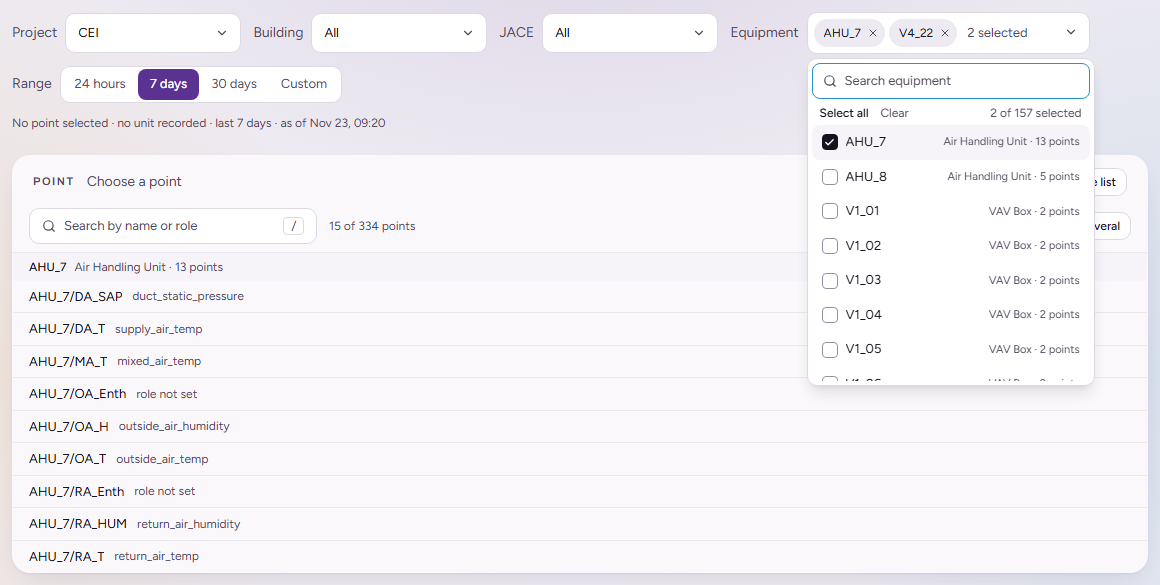 Project CEI Building All JACE All Equipment AHU_7 × V4_22 × 2 selected
Range 24 hours 7 days 30 days Custom
No point selected · no unit recorded · last 7 days · as of Nov 23, 09:20
Search equipment
Select all Clear 2 of 157 selected
AHU_7 Air Handling Unit · 13 points
AHU_8 Air Handling Unit · 5 points
V1_01 VAV Box · 2 points
V1_02 VAV Box · 2 points
V1_03 VAV Box · 2 points
V1_04 VAV Box · 2 points
V1_05 VAV Box · 2 points
POINT Choose a point
list
Search by name or role / 15 of 334 points
AHU_7 Air Handling Unit · 13 points
AHU_7/DA_SAP duct_static_pressure
AHU_7/DA_T supply_air_temp
AHU_7/MA_T mixed_air_temp
AHU_7/OA_Enth role not set
AHU_7/OA_H outside_air_humidity
AHU_7/OA_T outside_air_temp
AHU_7/RA_Enth role not set
AHU_7/RA_HUM return_air_humidity
AHU_7/RA_T return_air_temp